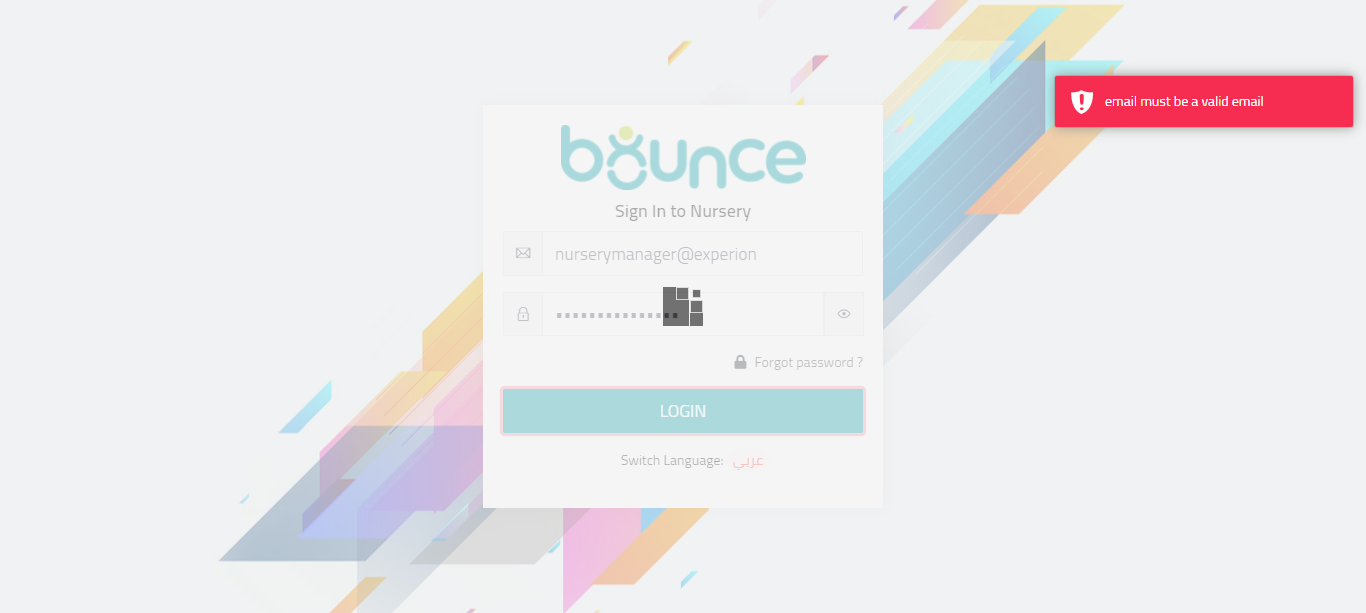 email must be a valid email
bounce
Sign In to Nursery
nurserymanager@experion
Forgot password ?
LOGIN
Switch Language: عربي